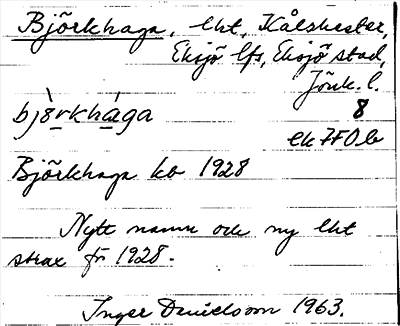 Björkhaga, lht, Kålshester,
Eksjö lfs, Eksjö stad,
Jönk. l.
bjèrkhága 8
ek 7F0b
Björkhaga kb 1928
Nytt namn och ny lht
strax fr 1928.
Inger Danielsson 1963.